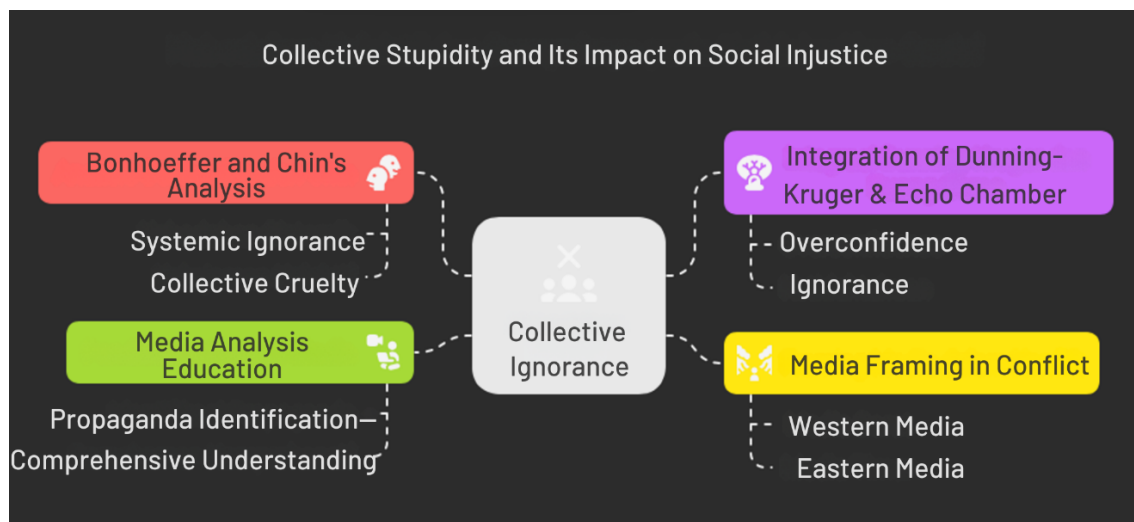 Collective Stupidity and Its Impact on Social Injustice
Bonhoeffer and Chin's
Analysis
Systemic Ignorance
Collective Cruelty
Media Analysis
Education
Propaganda Identification
Comprehensive Understanding
Collective
Ignorance
Integration of Dunning-
Kruger & Echo Chamber
Overconfidence
Ignorance
Media Framing in Conflict
Western Media
Eastern Media